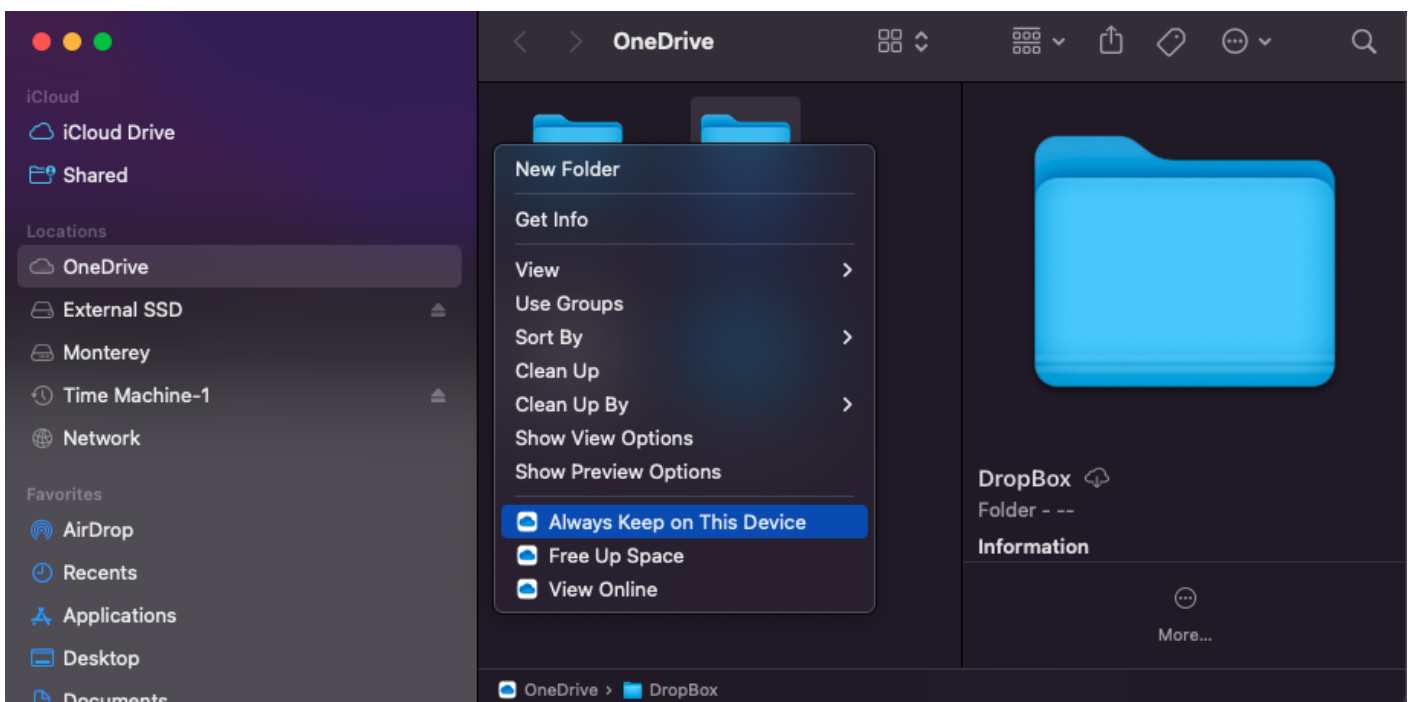 iCloud
iCloud Drive
Shared
Locations
OneDrive
External SSD
Monterey
Time Machine-1
Network
Favorites
AirDrop
Recents
Applications
Desktop
Documents
OneDrive
New Folder
Get Info
View
Use Groups
Sort By
Clean Up
Clean Up By
Show View Options
Show Preview Options
Always Keep on This Device
Free Up Space
View Online
DropBox
Folder - --
Information
More...
OneDrive › DropBox